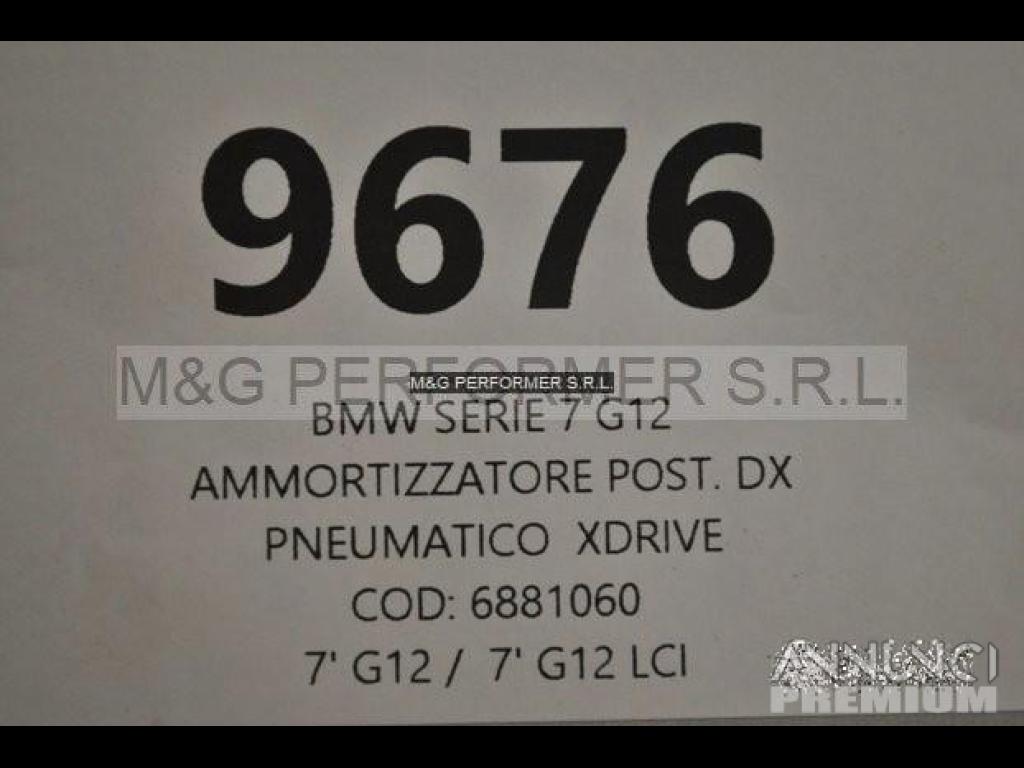 9676
M&G PERFORMER S.R.L.
M&G PERFORMER S.R.L.
BMW SERIE 7 G12
AMMORTIZZATORE POST. DX
PNEUMATICO XDRIVE
COD: 6881060
7' G12 / 7' G12 LCI
ANNUNCI
PREMIUM